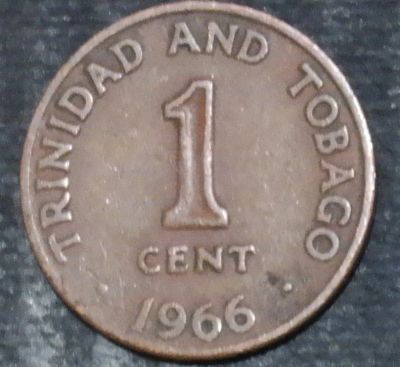 TRINIDAD AND TOBAGO
1
CENT
1966